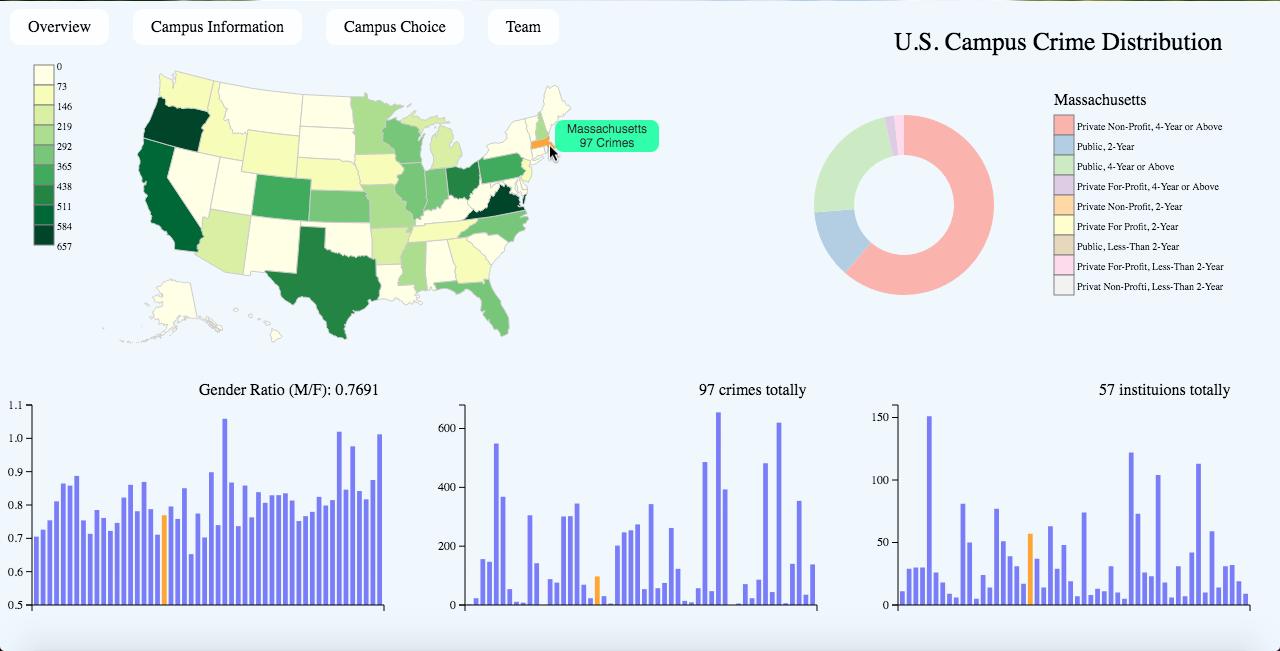 Overview
Campus Information
Campus Choice
Team
U.S. Campus Crime Distribution
0
73
146
219
292
365
438
511
584
657
Massachusetts
97 Crimes
Massachusetts
Private Non-Profit, 4-Year or Above
Public, 2-Year
Public, 4-Year or Above
Private For-Profit, 4-Year or Above
Private Non-Profit, 2-Year
Private For Profit, 2-Year
Public, Less-Than 2-Year
Private For-Profit, Less-Than 2-Year
Privat Non-Profti, Less-Than 2-Year
Gender Ratio (M/F): 0.7691
1.1
1.0
0.9
0.8
0.7
0.6
0.5
97 crimes totally
600
400
200
0
57 instituions totally
150
100
50
0